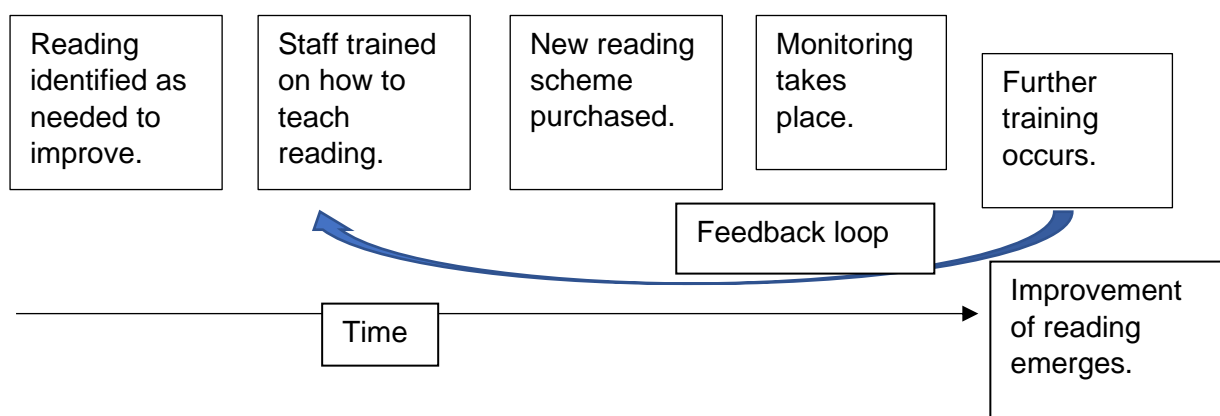 Reading
identified as
needed to
improve.
Staff trained
on how to
teach
reading.
New reading
scheme
purchased.
Monitoring
takes
place.
Further
training
occurs.
Feedback loop
Time
Improvement
of reading
emerges.